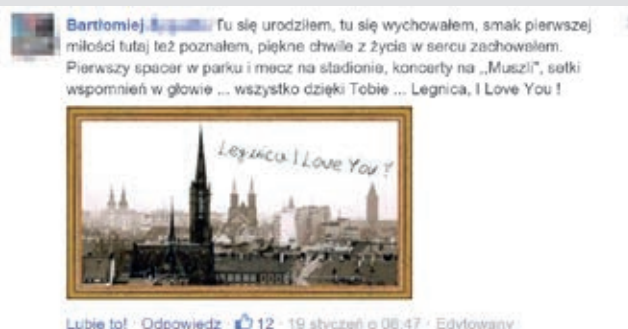 Bartłomiej Tu się urodziłem, tu się wychowałem, smak pierwszej
miłości tutaj też poznałem, piękne chwile z życia w sercu zachowałem.
Pierwszy spacer w parku i mecz na stadionie, koncerty na ,,Muszli", setki
wspomnień w głowie ... wszystko dzięki Tobie ... Legnica, I Love You !
Legnica I Love You !
Lubię to! · Odpowiedz · 12 · 19 styczeń o 08:47 · Edytowany